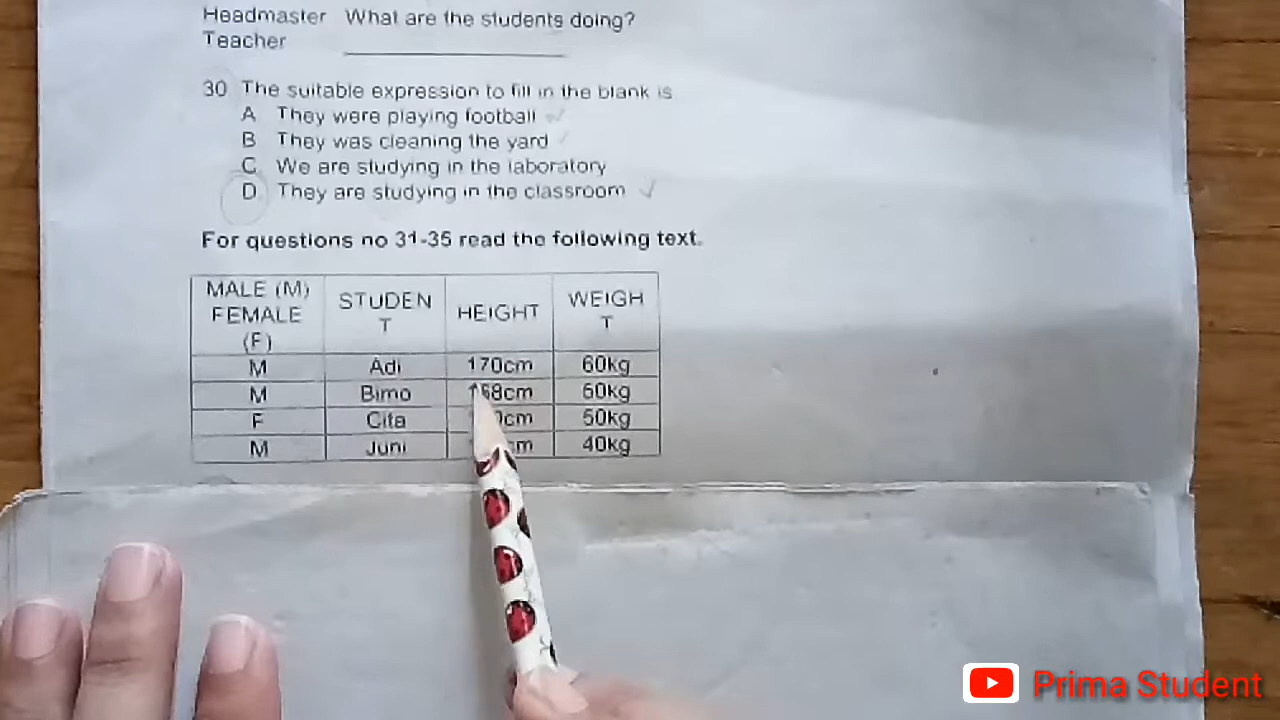 Headmaster What are the students doing?
Teacher
30 The suitable expression to fill in the blank is
A They were playing football
B They was cleaning the yard
C. We are studying in the laboratory
D. They are studying in the classroom
For questions no 31-35 read the following text.
MALE (M) FEMALE (F) STUDENT HEIGHT WEIGHT
M Adi 170cm 60kg
M Bimo 168cm
F Cita 50kg
M Juni 40kg
Prima Student